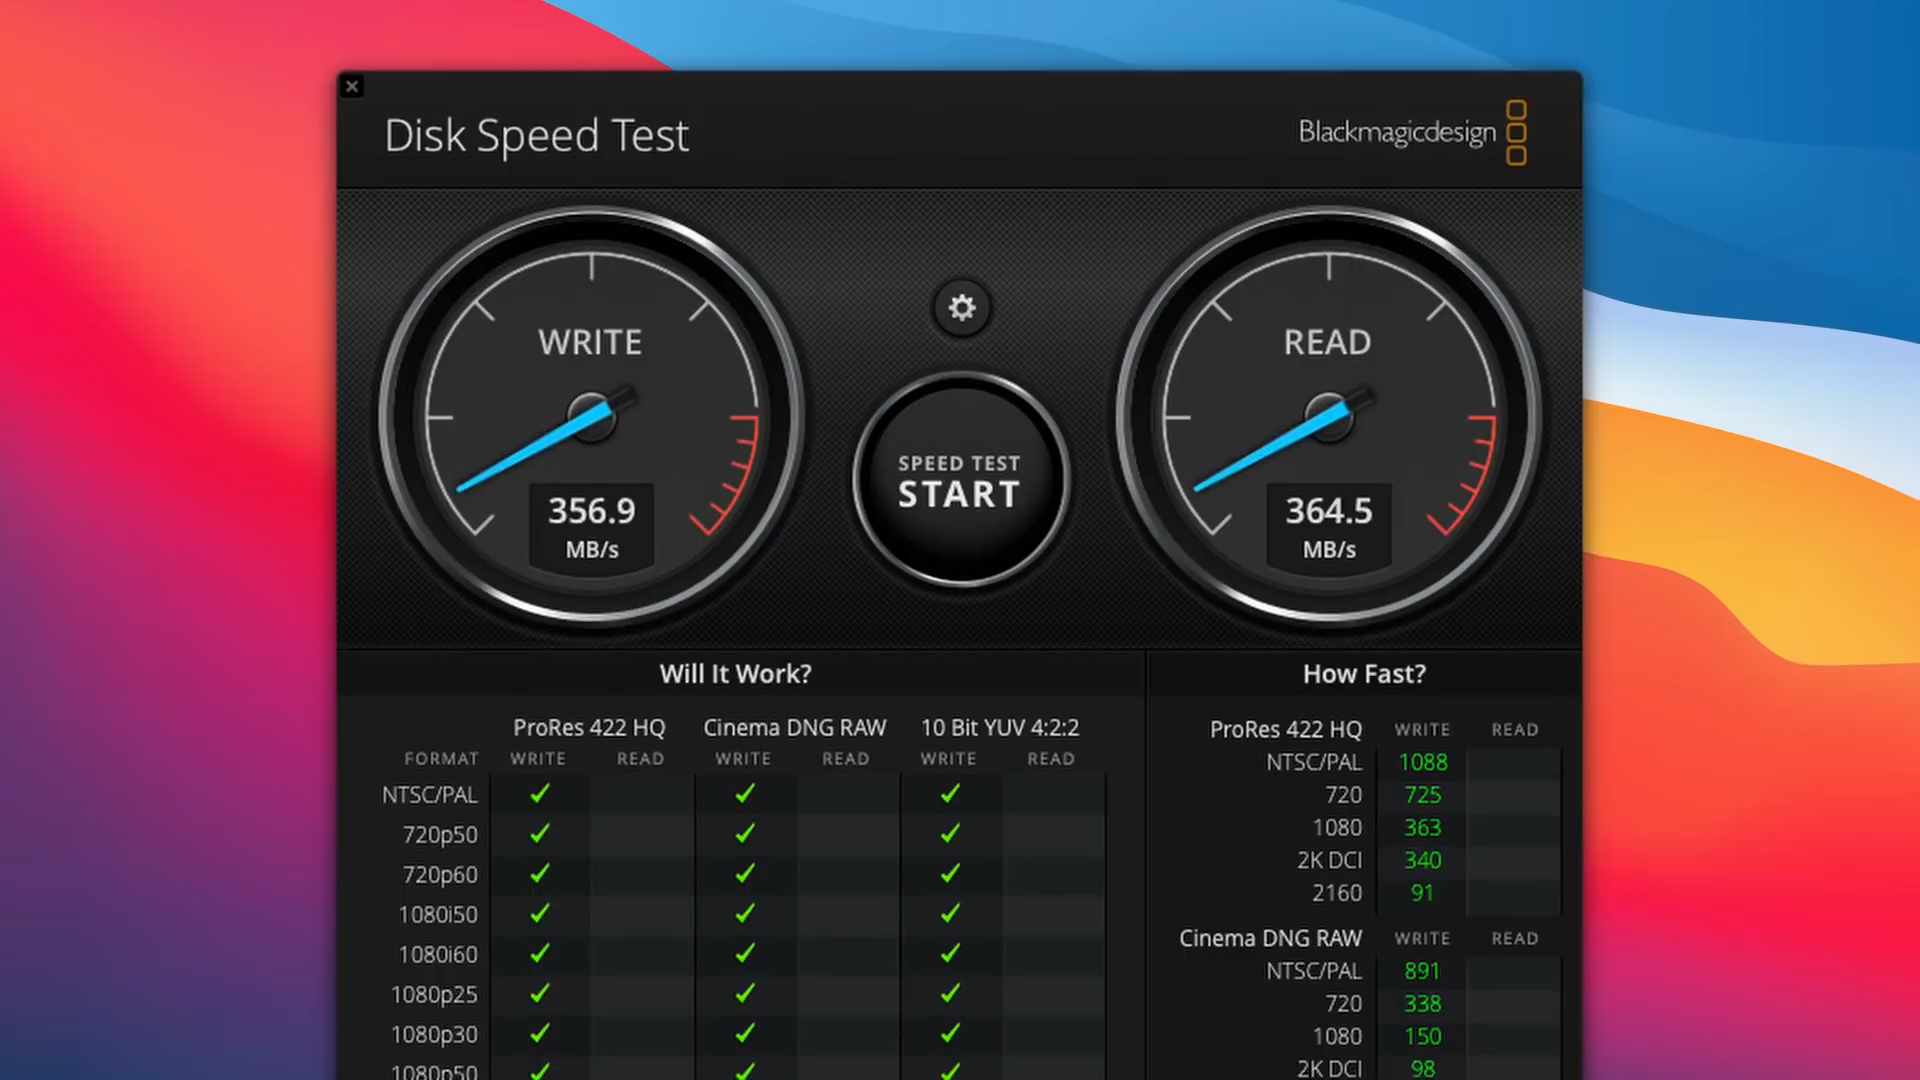 Disk Speed Test
Blackmagicdesign
WRITE
READ
SPEED TEST
START
356.9
MB/s
364.5
MB/s
Will It Work?
How Fast?
ProRes 422 HQ Cinema DNG RAW 10 Bit YUV 4:2:2
FORMAT WRITE READ WRITE READ WRITE READ
NTSC/PAL
720p50
720p60
1080i50
1080i60
1080p25
1080p30
1080p50
ProRes 422 HQ WRITE READ
NTSC/PAL 1088
720 725
1080 363
2K DCI 340
2160 91
Cinema DNG RAW WRITE READ
NTSC/PAL 891
720 338
1080 150
2K DCI 98